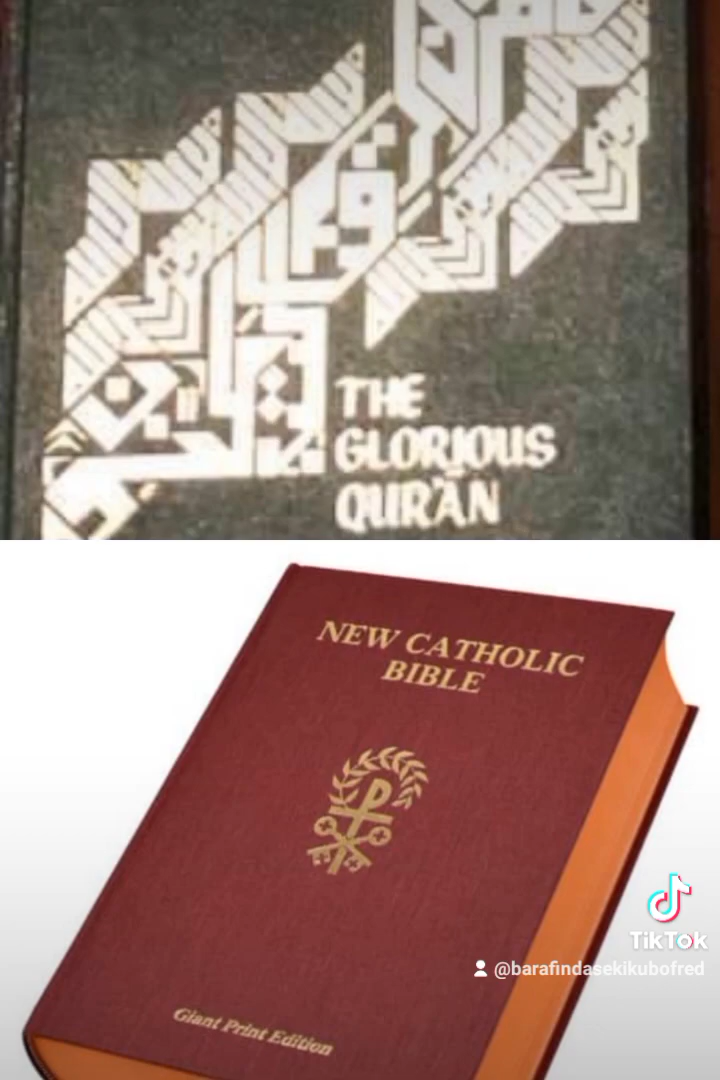 THE
GLORIOUS
QUR'ĀN
NEW CATHOLIC
BIBLE
Giant Print Edition
TikTok
@barafindasekikubofred